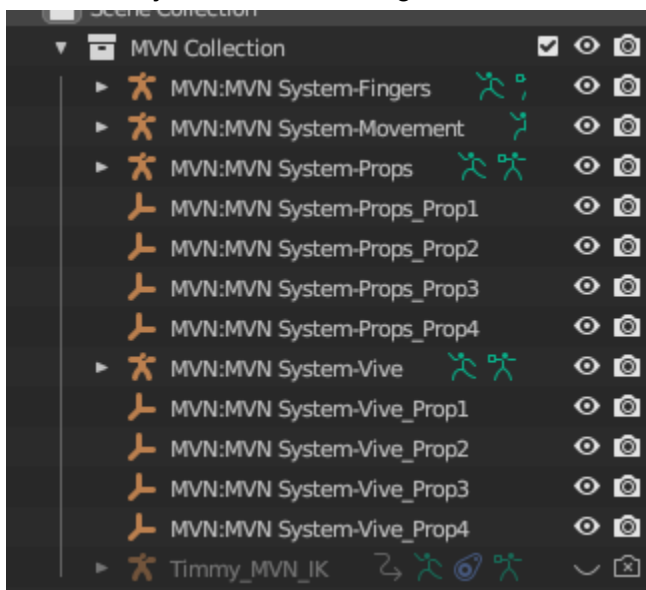 Scene Collection
MVN Collection
MVN:MVN System-Fingers
MVN:MVN System-Movement
MVN:MVN System-Props
MVN:MVN System-Props_Prop1
MVN:MVN System-Props_Prop2
MVN:MVN System-Props_Prop3
MVN:MVN System-Props_Prop4
MVN:MVN System-Vive
MVN:MVN System-Vive_Prop1
MVN:MVN System-Vive_Prop2
MVN:MVN System-Vive_Prop3
MVN:MVN System-Vive_Prop4
Timmy_MVN_IK